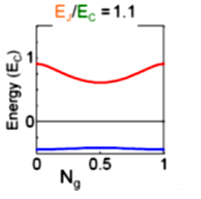 EJ/EC = 1.1
Energy (EC)
1
0
0 0.5 1
Ng